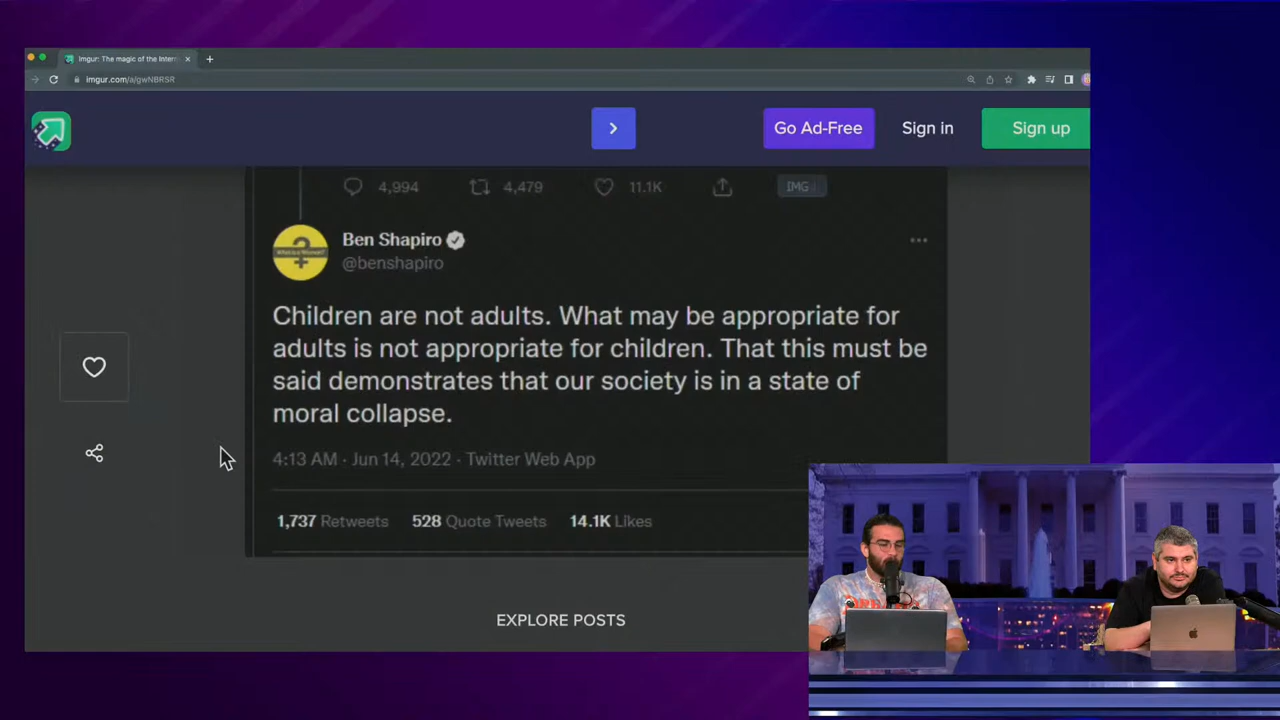 Imgur: The magic of the Intern
imgur.com/a/gwNBRSR
Go Ad-Free
Sign in
Sign up
4,994
4,479
11.1K
IMG
Ben Shapiro
@benshapiro
Children are not adults. What may be appropriate for
adults is not appropriate for children. That this must be
said demonstrates that our society is in a state of
moral collapse.
4:13 AM · Jun 14, 2022 · Twitter Web App
1,737 Retweets 528 Quote Tweets 14.1K Likes
EXPLORE POSTS